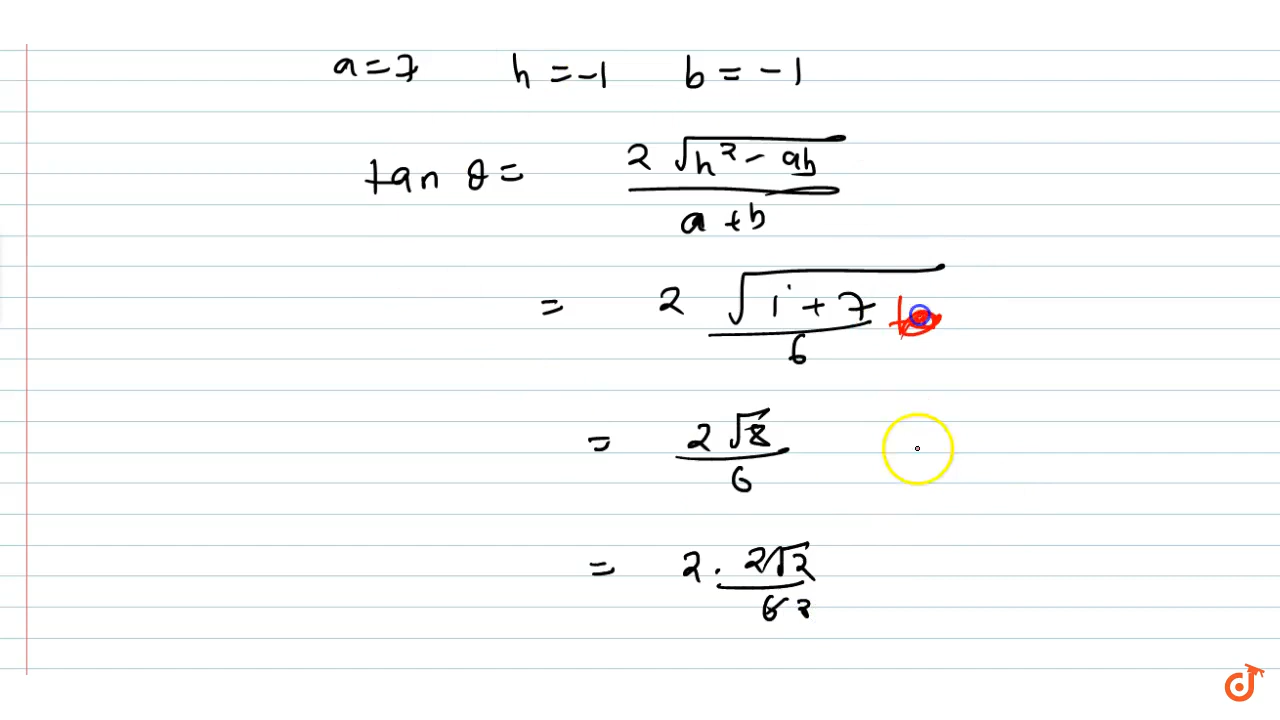 a=7 h=-1 b=-1
tan θ= 2√h²-ab
a+b
= 2 √1+7
6
= 2√8
6
= 2. 2√2
6 3